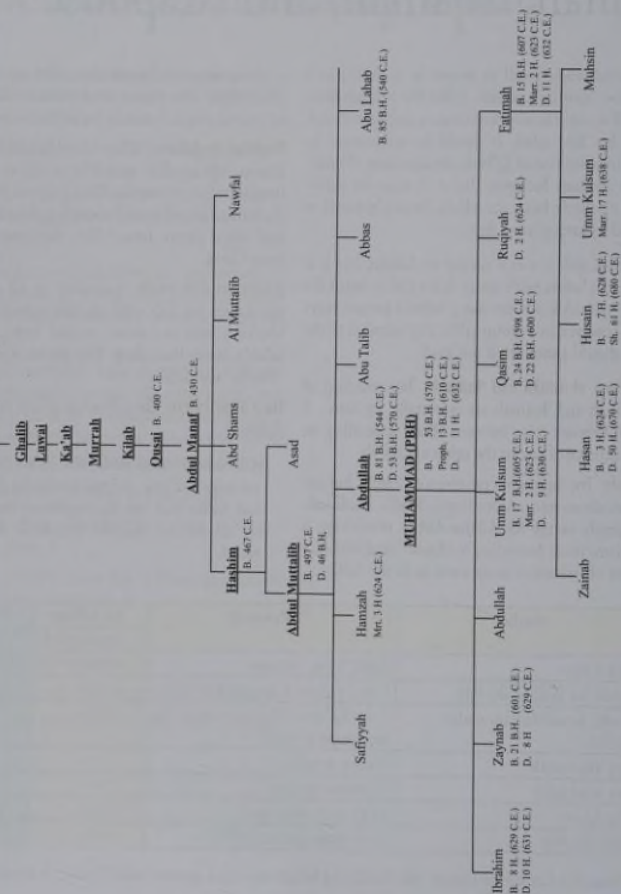 Ghalib
Luwai
Ka'ab
Murrah
Kilab
Qusai B. 400 C.E.
Abdul Manaf B. 430 C.E.
Hashim B. 467 C.E.
Abd Shams
Al Muttalib
Nawfal
Abdul Muttalib
B. 497 C.E.
D. 46 B.H.
Asad
Safiyyah
Hamzah
Mrt. 3 H (624 C.E.)
Abdullah
B. 81 B.H. (544 C.E.)
D. 53 B.H. (570 C.E.)
Abu Talib
Abbas
Abu Lahab
B. 85 B.H. (540 C.E.)
MUHAMMAD (PBH)
B. 53 B.H. (570 C.E.)
Proph. 13 B.H. (610 C.E.)
D. 11 H. (632 C.E.)
Ibrahim
B. 8 H. (629 C.E.)
D. 10 H. (631 C.E.)
Zaynab
B. 21 B.H. (601 C.E.)
D. 8 H (629 C.E.)
Abdullah
Umm Kulsum
B. 17 B.H.(605 C.E.)
Marr. 2 H. (623 C.E.)
D. 9 H. (630 C.E.)
Qasim
B. 24 B.H. (598 C.E.)
D. 22 B.H. (600 C.E.)
Ruqiyah
D. 2 H. (624 C.E.)
Fatimah
B. 15 B.H. (607 C.E.)
Marr. 2 H. (623 C.E.)
D. 11 H. (632 C.E.)
Zainab
Hasan
B. 3 H. (624 C.E.)
D. 50 H. (670 C.E.)
Husain
B. 7 H. (628 C.E.)
Sh. 61 H. (680 C.E.)
Umm Kulsum
Marr. 17 H. (638 C.E.)
Muhsin